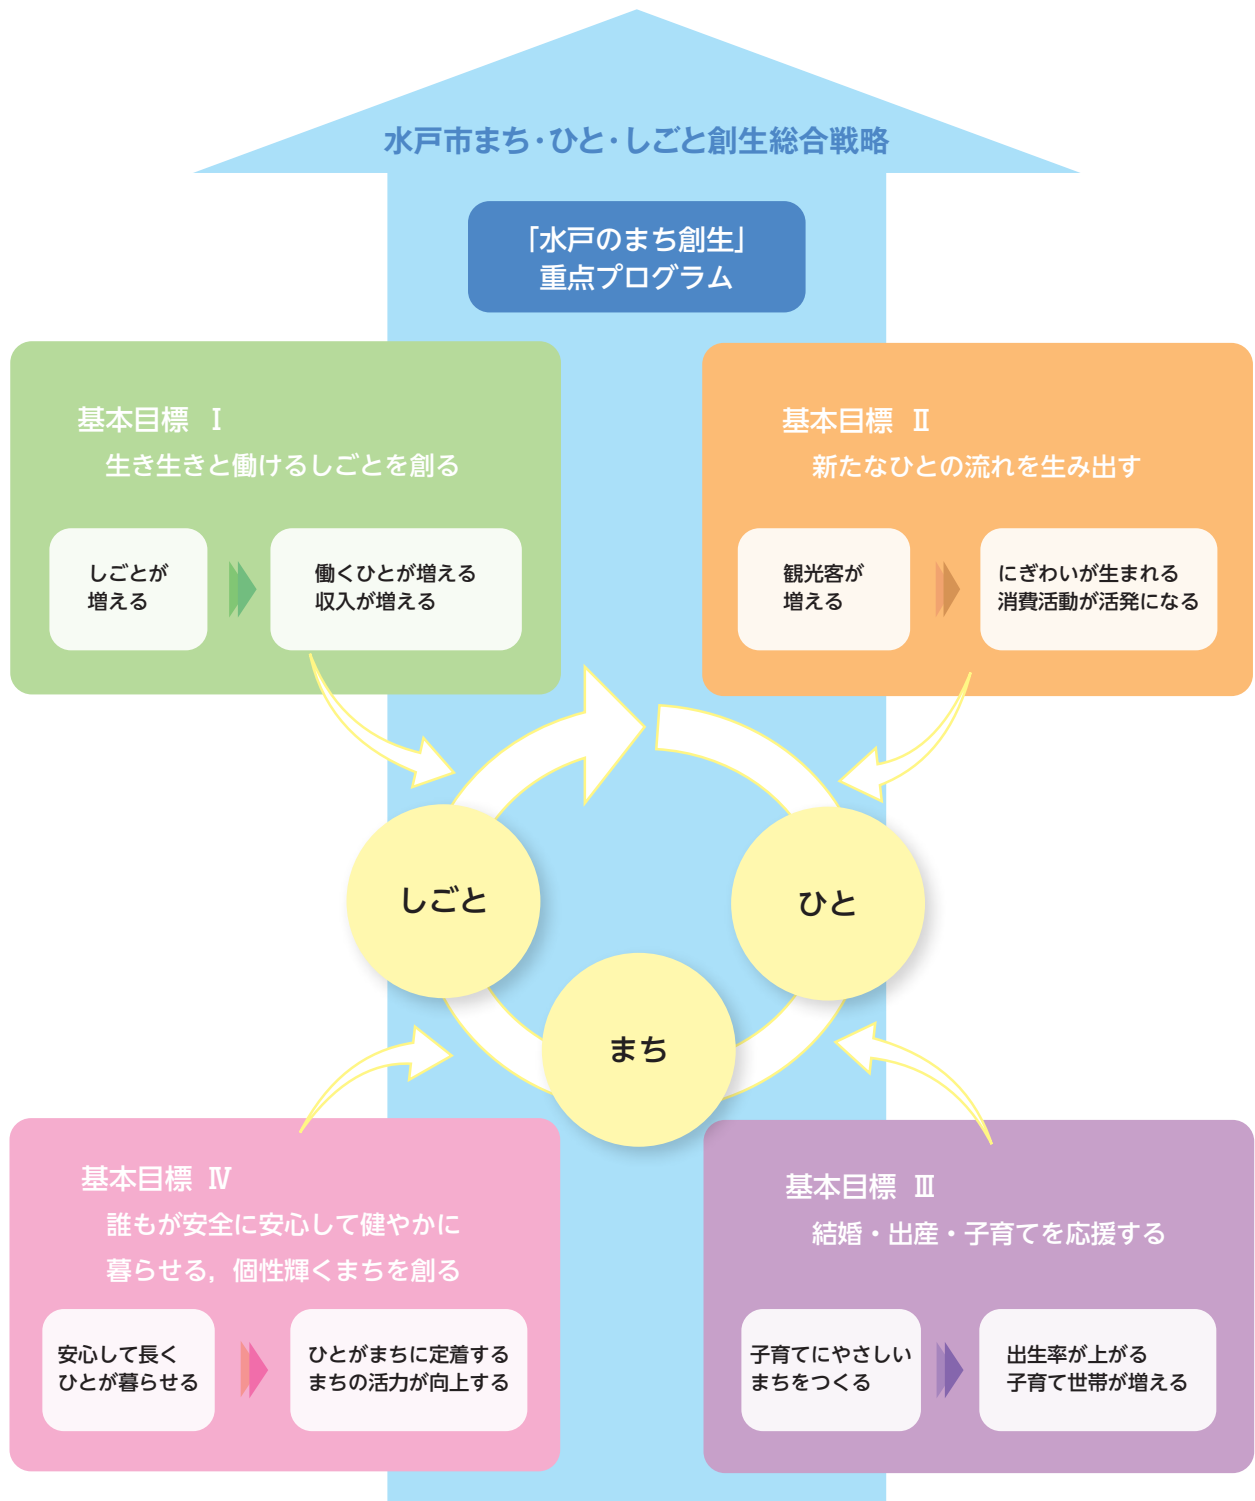 水戸市まち・ひと・しごと創生総合戦略
「水戸のまち創生」
重点プログラム
基本目標 Ⅰ
生き生きと働けるしごとを創る
しごとが
増える
働くひとが増える
収入が増える
基本目標 Ⅱ
新たなひとの流れを生み出す
観光客が
増える
にぎわいが生まれる
消費活動が活発になる
しごと
ひと
まち
基本目標 Ⅳ
誰もが安全に安心して健やかに
暮らせる，個性輝くまちを創る
安心して長く
ひとが暮らせる
ひとがまちに定着する
まちの活力が向上する
基本目標 Ⅲ
結婚・出産・子育てを応援する
子育てにやさしい
まちをつくる
出生率が上がる
子育て世帯が増える